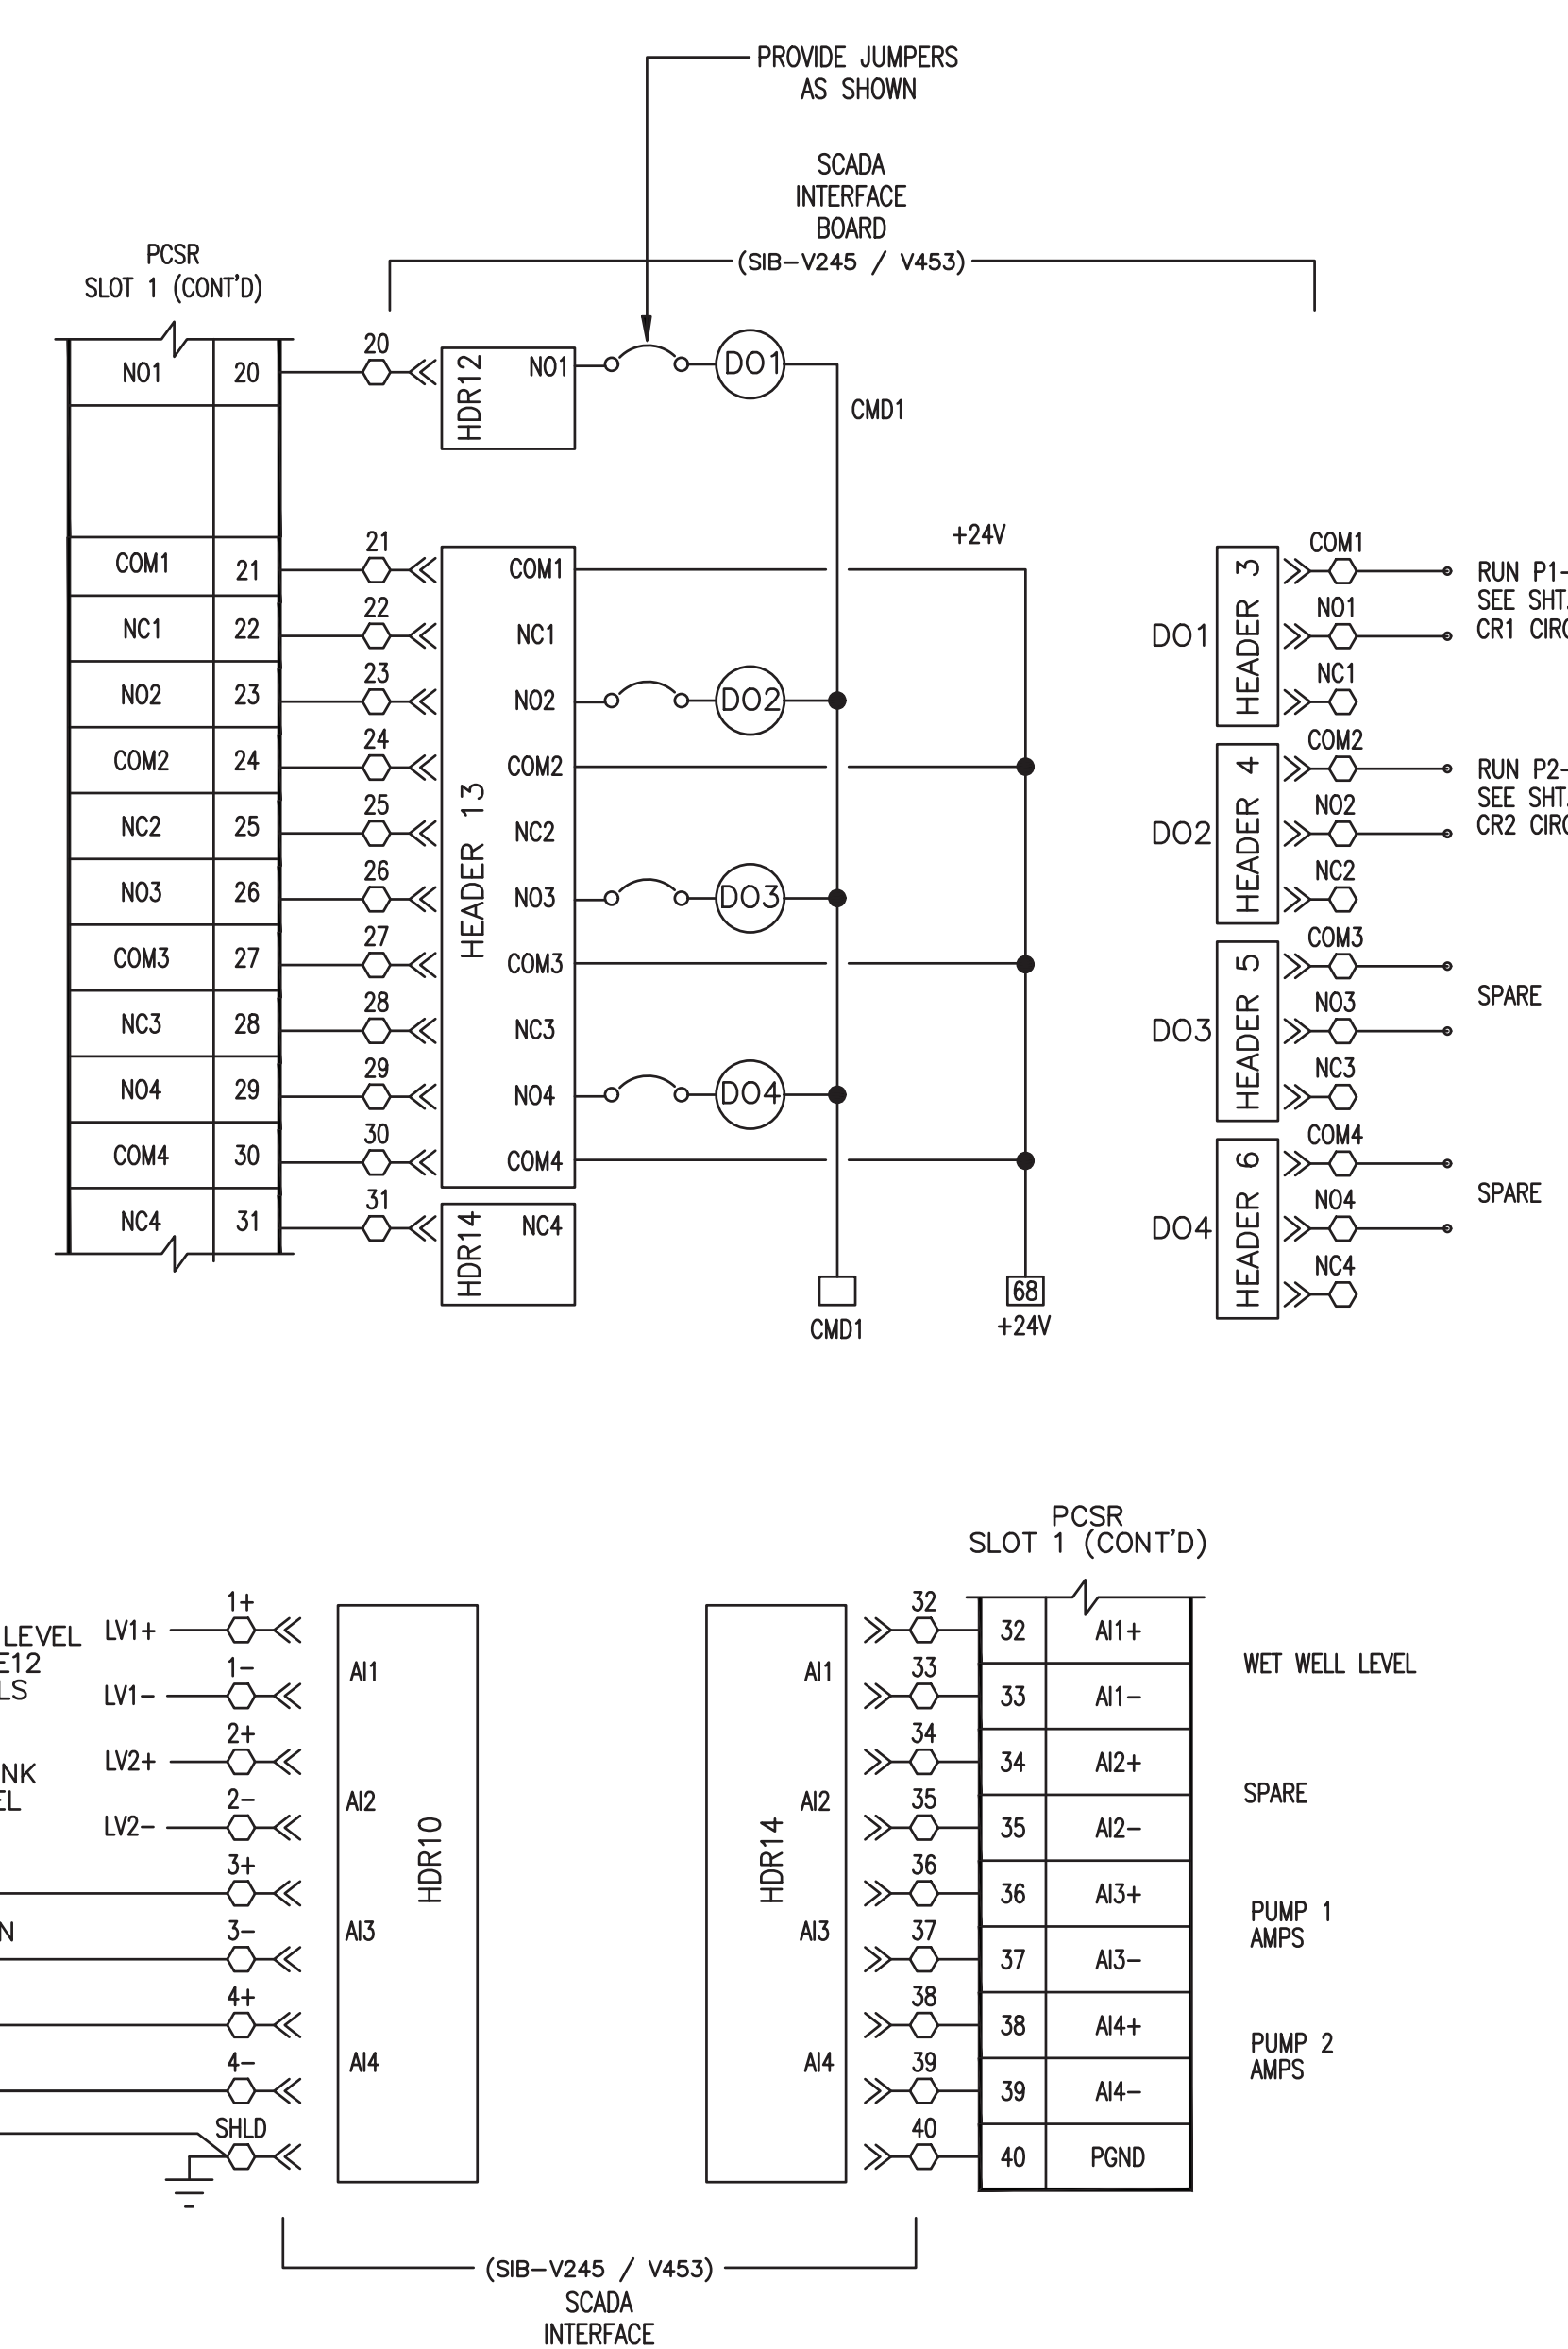 PROVIDE JUMPERS
AS SHOWN
SCADA
INTERFACE
BOARD
(SIB-V245 / V453)
PCSR
SLOT 1 (CONT'D)
NO1 20 20 HDR12 NO1 DO1
CMD1
+24V
COM1 21 21 COM1
NC1 22 22 NC1
NO2 23 23 NO2 DO2
COM2 24 24 COM2
NC2 25 25 NC2
HEADER 13
NO3 26 26 NO3 DO3
COM3 27 27 COM3
NC3 28 28 NC3
NO4 29 29 NO4 DO4
COM4 30 30 COM4
NC4 31 31 HDR14 NC4
CMD1
68
+24V
DO1 HEADER 3
COM1
NO1
NC1
RUN P1-
SEE SHT.
CR1
DO2 HEADER 4
COM2
NO2
NC2
RUN P2-
SEE SHT.
CR2
DO3 HEADER 5
COM3
NO3
NC3
SPARE
DO4 HEADER 6
COM4
NO4
NC4
SPARE
LEVEL
E12
LS
NK
EL
N
LV1+ 1+
LV1- 1-
LV2+ 2+
LV2- 2-
3+
3-
4+
4-
SHLD
AI1
AI2
AI3
AI4
HDR10
HDR14
AI1
AI2
AI3
AI4
PCSR
SLOT 1 (CONT'D)
32 32 AI1+
33 33 AI1-
34 34 AI2+
35 35 AI2-
36 36 AI3+
37 37 AI3-
38 38 AI4+
39 39 AI4-
40 40 PGND
WET WELL LEVEL
SPARE
PUMP 1
AMPS
PUMP 2
AMPS
(SIB-V245 / V453)
SCADA
INTERFACE